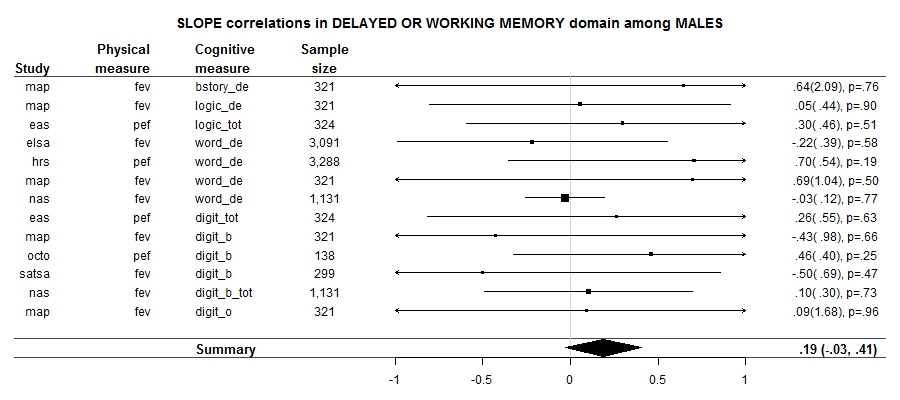 SLOPE correlations in DELAYED OR WORKING MEMORY domain among MALES
Physical Cognitive Sample
Study measure measure size
map fev bstory_de 321 .64(2.09), p=.76
map fev logic_de 321 .05( .44), p=.90
eas pef logic_tot 324 .30( .46), p=.51
elsa fev word_de 3,091 -.22( .39), p=.58
hrs pef word_de 3,288 .70( .54), p=.19
map fev word_de 321 .69(1.04), p=.50
nas fev word_de 1,131 -.03( .12), p=.77
eas pef digit_tot 324 .26( .55), p=.63
map fev digit_b 321 -.43( .98), p=.66
octo pef digit_b 138 .46( .40), p=.25
satsa fev digit_b 299 -.50( .69), p=.47
nas fev digit_b_tot 1,131 .10( .30), p=.73
map fev digit_o 321 .09(1.68), p=.96
Summary .19 (-.03, .41)
-1 -0.5 0 0.5 1